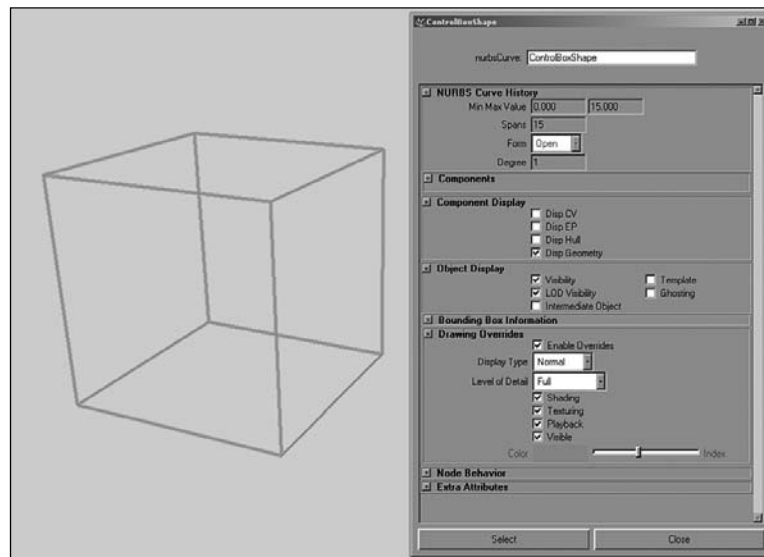 ControlBoxShape
nurbsCurve: ControlBoxShape
NURBS Curve History
Min Max Value 0.000 15.000
Spans 15
Form Open
Degree 1
Components
Component Display
Disp CV
Disp EP
Disp Hull
Disp Geometry
Object Display
Visibility Template
LOD Visibility Ghosting
Intermediate Object
Bounding Box Information
Drawing Overrides
Enable Overrides
Display Type Normal
Level of Detail Full
Shading
Texturing
Playback
Visible
Color Index
Node Behavior
Extra Attributes
Select Close